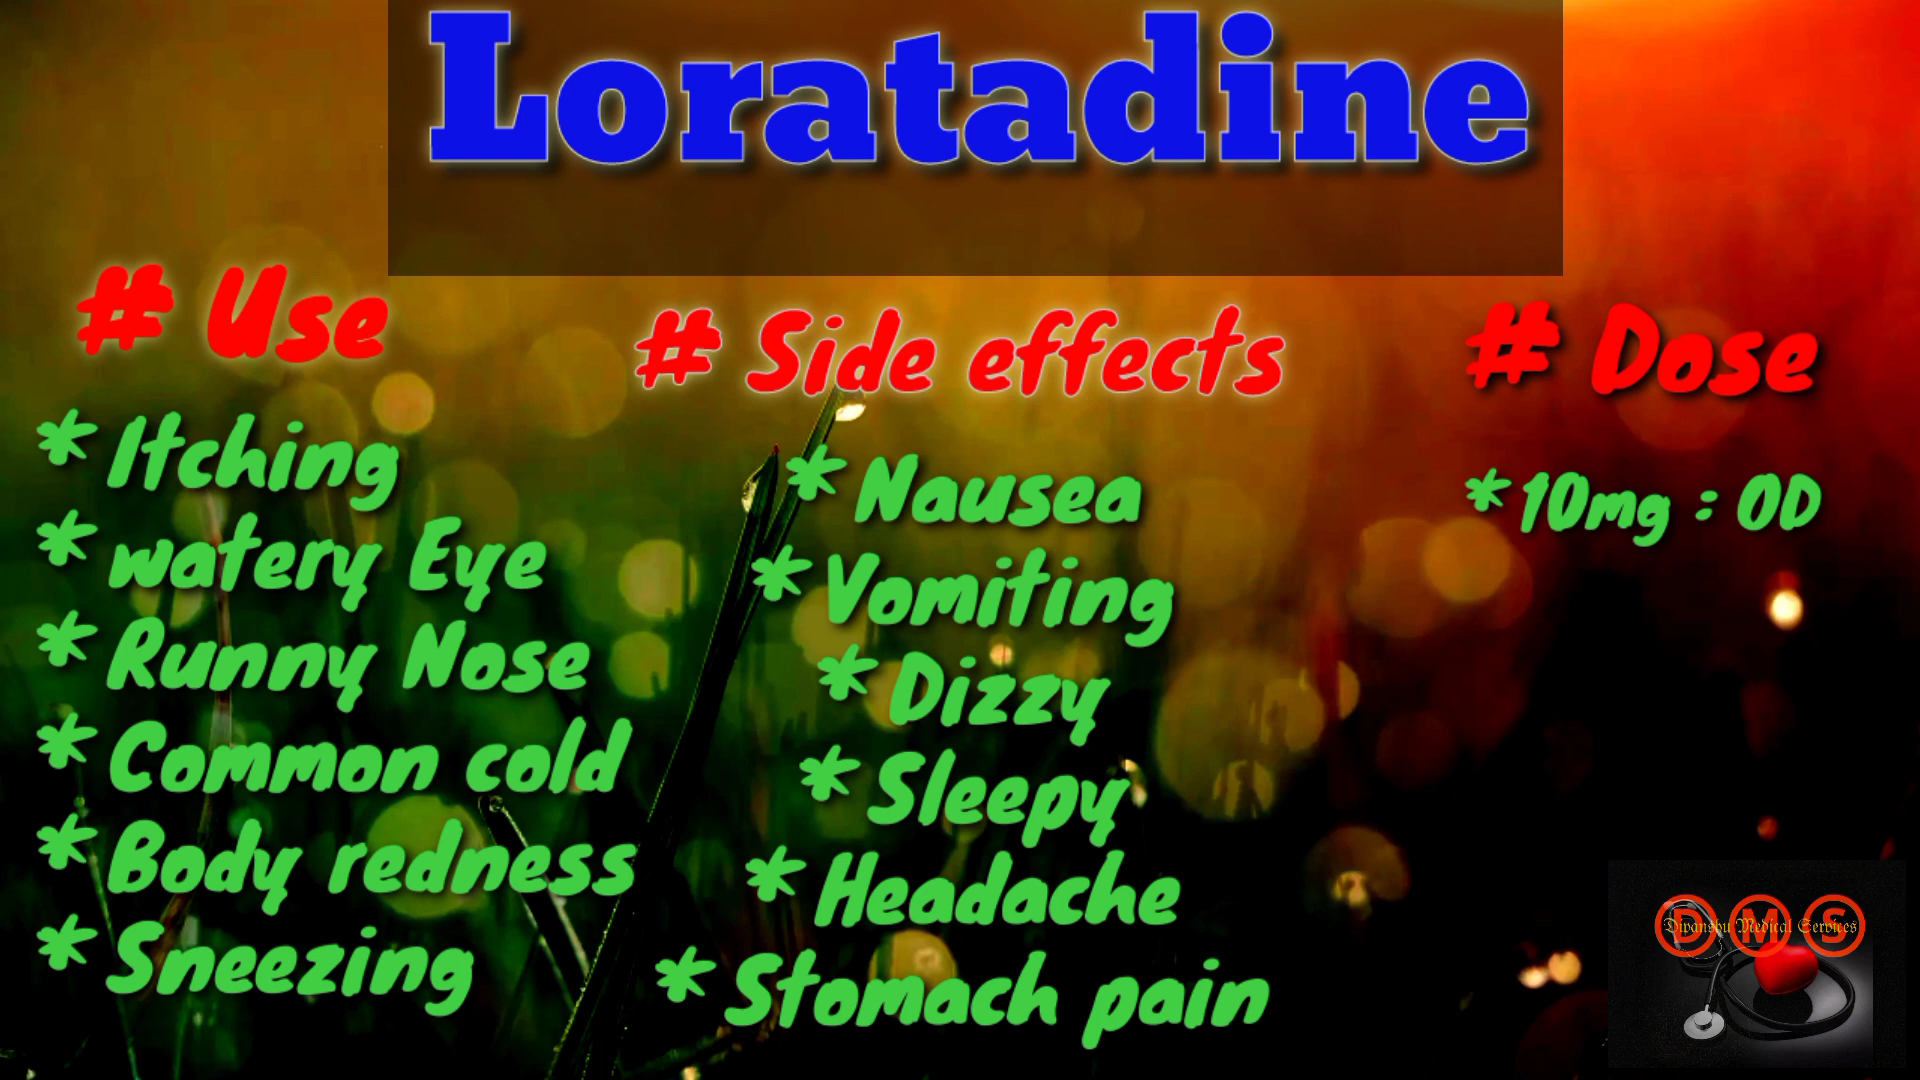 Loratadine
# Use
* Itching
* watery Eye
* Runny Nose
* Common cold
* Body redness
* Sneezing
# Side effects
* Nausea
* Vomiting
* Dizzy
* Sleepy
* Headache
* Stomach pain
# Dose
* 10mg : OD
D M S
Dipanshu Medical Services